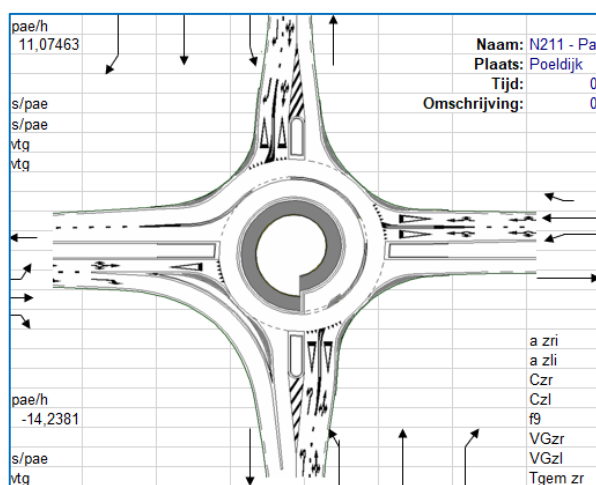 pae/h
11,07463
Naam: N211 - Pa
Plaats: Poeldijk
Tijd: 0
Omschrijving: 0
s/pae
s/pae
vtg
vtg
a zri
a zli
Czr
Czl
pae/h
f9
-14,2381
VGzr
VGzl
s/pae
vtg
Tgem zr